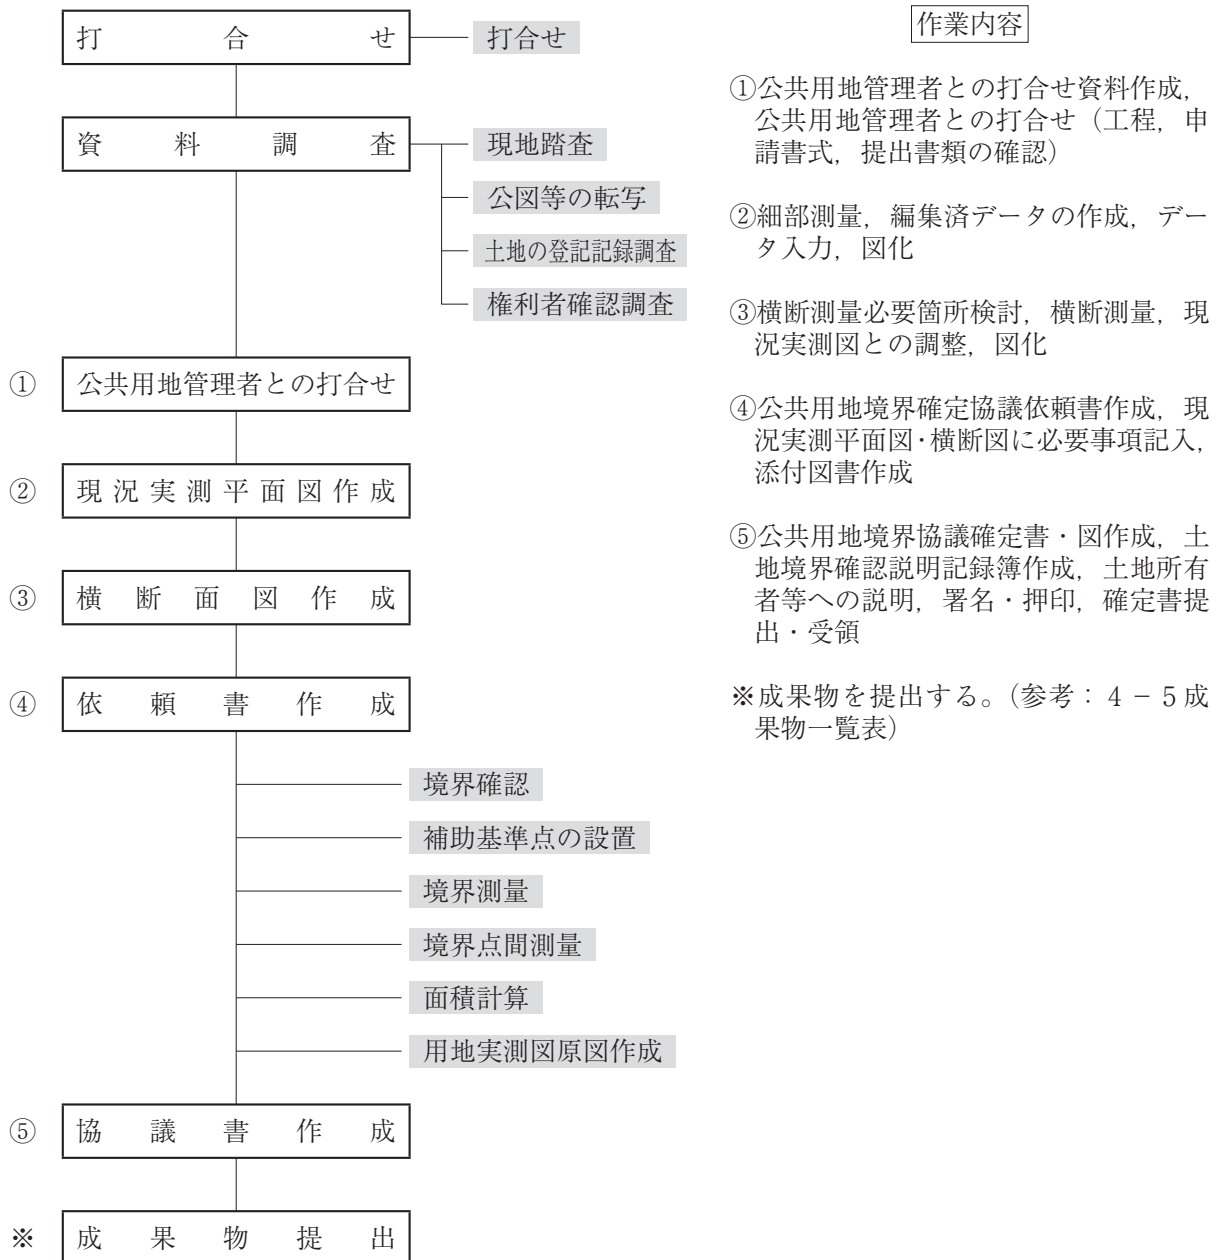 打合せ
打合せ
資料調査
現地踏査
公図等の転写
土地の登記記録調査
権利者確認調査
① 公共用地管理者との打合せ
② 現況実測平面図作成
③ 横断面図作成
④ 依頼書作成
境界確認
補助基準点の設置
境界測量
境界点間測量
面積計算
用地実測図原図作成
⑤ 協議書作成
※ 成果物提出
作業内容
①公共用地管理者との打合せ資料作成，
公共用地管理者との打合せ（工程，申
請書式，提出書類の確認）
②細部測量，編集済データの作成，デー
タ入力，図化
③横断測量必要箇所検討，横断測量，現
況実測図との調整，図化
④公共用地境界確定協議依頼書作成，現
況実測平面図・横断図に必要事項記入，
添付図書作成
⑤公共用地境界協議確定書・図作成，土
地境界確認説明記録簿作成，土地所有
者等への説明，署名・押印，確定書提
出・受領
※成果物を提出する。（参考：４－５成
果物一覧表）